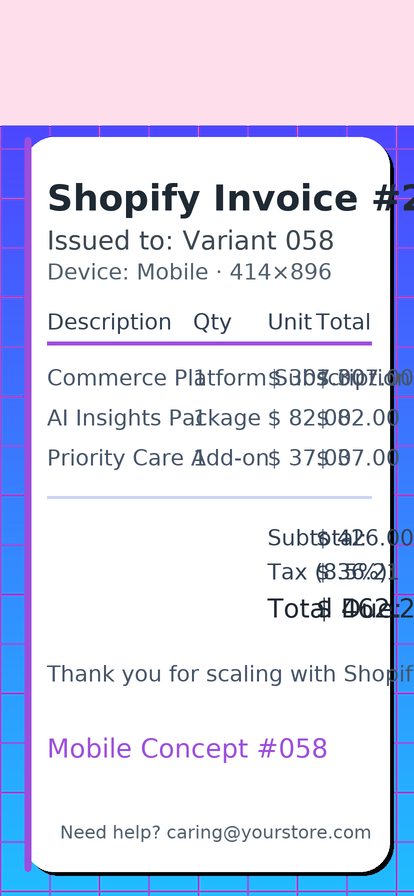 Shopify Invoice #2
Issued to: Variant 058
Device: Mobile · 414×896
Description Qty Unit Total
Commerce Platform Subscription 1 $ 307.00 $ 307.00
AI Insights Package 1 $ 82.00 $ 82.00
Priority Care Add-on 1 $ 37.00 $ 37.00
Subtotal: $ 426.00
Tax (8.5%): $ 36.21
Total Due: $ 462.2
Thank you for scaling with Shopif
Mobile Concept #058
Need help? caring@yourstore.com